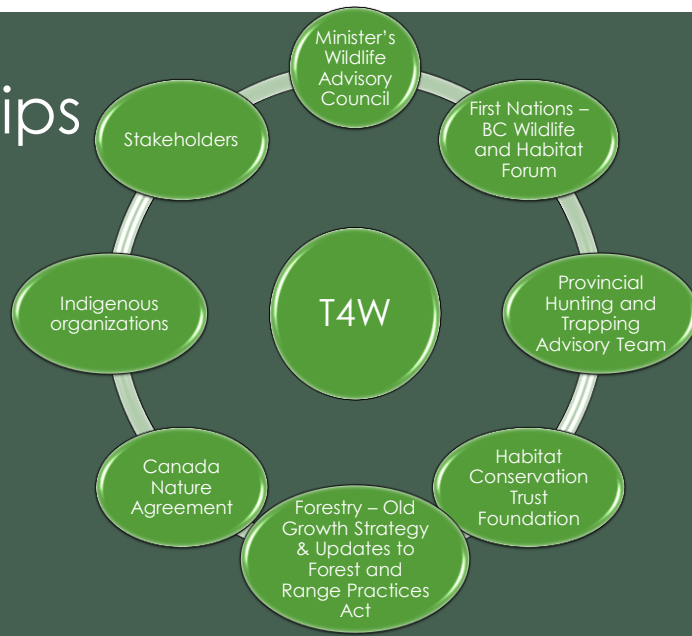 ips
Minister's
Wildlife
Advisory
Council
First Nations –
BC Wildlife
and Habitat
Forum
Provincial
Hunting and
Trapping
Advisory Team
Habitat
Conservation
Trust
Foundation
Forestry – Old
Growth Strategy
& Updates to
Forest and
Range Practices
Act
Canada
Nature
Agreement
Indigenous
organizations
Stakeholders
T4W